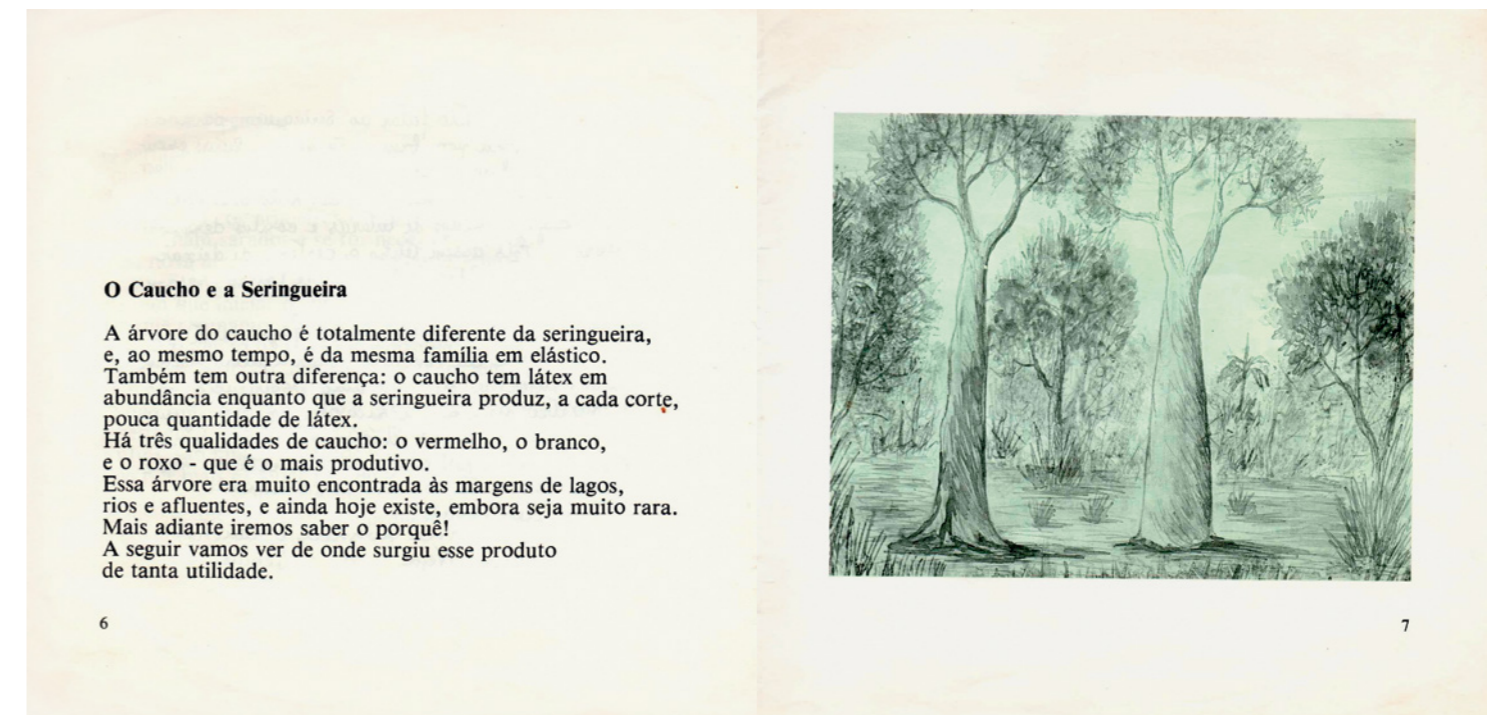 O Caucho e a Seringueira
A árvore do caucho é totalmente diferente da seringueira,
e, ao mesmo tempo, é da mesma família em elástico.
Também tem outra diferença: o caucho tem látex em
abundância enquanto que a seringueira produz, a cada corte,
pouca quantidade de látex.
Há três qualidades de caucho: o vermelho, o branco,
e o roxo - que é o mais produtivo.
Essa árvore era muito encontrada às margens de lagos,
rios e afluentes, e ainda hoje existe, embora seja muito rara.
Mais adiante iremos saber o porquê!
A seguir vamos ver de onde surgiu esse produto
de tanta utilidade.
6
7